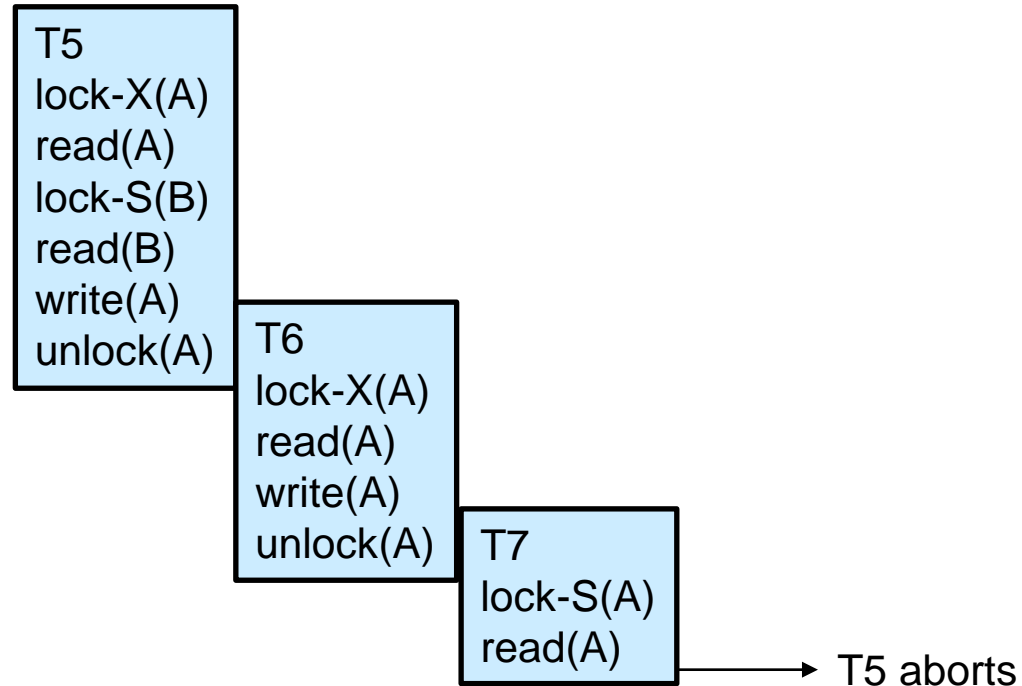 T5
lock-X(A)
read(A)
lock-S(B)
read(B)
write(A)
unlock(A)
T6
lock-X(A)
read(A)
write(A)
unlock(A)
T7
lock-S(A)
read(A)
T5 aborts